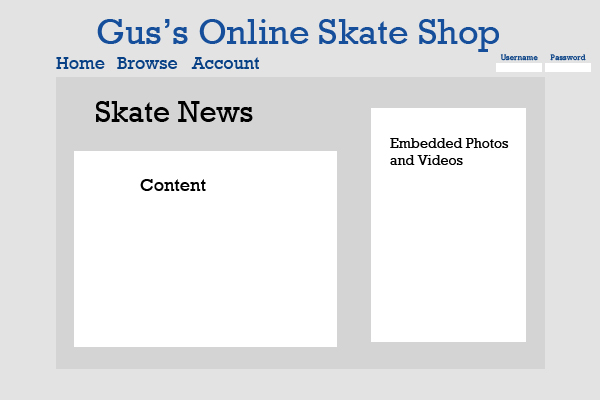 Gus's Online Skate Shop
Home Browse Account
Username Password
Skate News
Content
Embedded Photos
and Videos